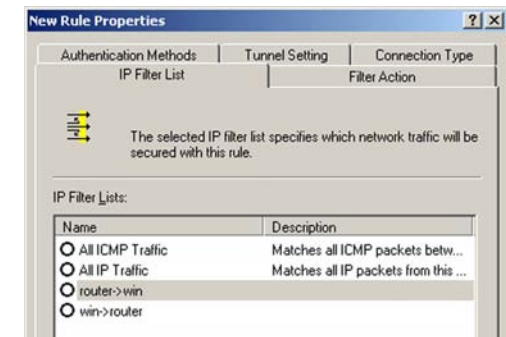 New Rule Properties
Authentication Methods Tunnel Setting Connection Type
IP Filter List Filter Action
The selected IP filter list specifies which network traffic will be
secured with this rule.
IP Filter Lists:
Name Description
All ICMP Traffic Matches all ICMP packets betw...
All IP Traffic Matches all IP packets from this ...
router->win
win->router